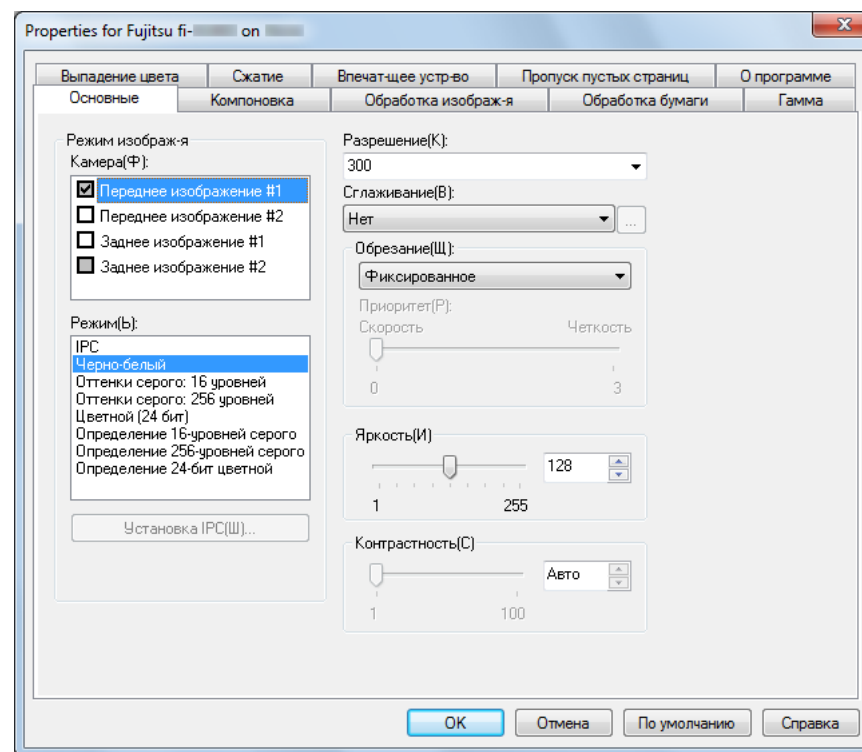 Properties for Fujitsu fi- on
Выпадение цвета Сжатие Впечат-щее устр-во Пропуск пустых страниц О программе
Основные Компоновка Обработка изображ-я Обработка бумаги Гамма
Режим изображ-я
Камера(Ф):
Переднее изображение #1
Переднее изображение #2
Заднее изображение #1
Заднее изображение #2
Режим(Ь):
IPC
Черно-белый
Оттенки серого: 16 уровней
Оттенки серого: 256 уровней
Цветной (24 бит)
Определение 16-уровней серого
Определение 256-уровней серого
Определение 24-бит цветной
Установка IPC(Ш)...
Разрешение(К):
300
Сглаживание(В):
Нет ...
Обрезание(Щ):
Фиксированное
Приоритет(Р):
Скорость Четкость
0 3
Яркость(И)
128
1 255
Контрастность(С)
Авто
1 100
OK Отмена По умолчанию Справка